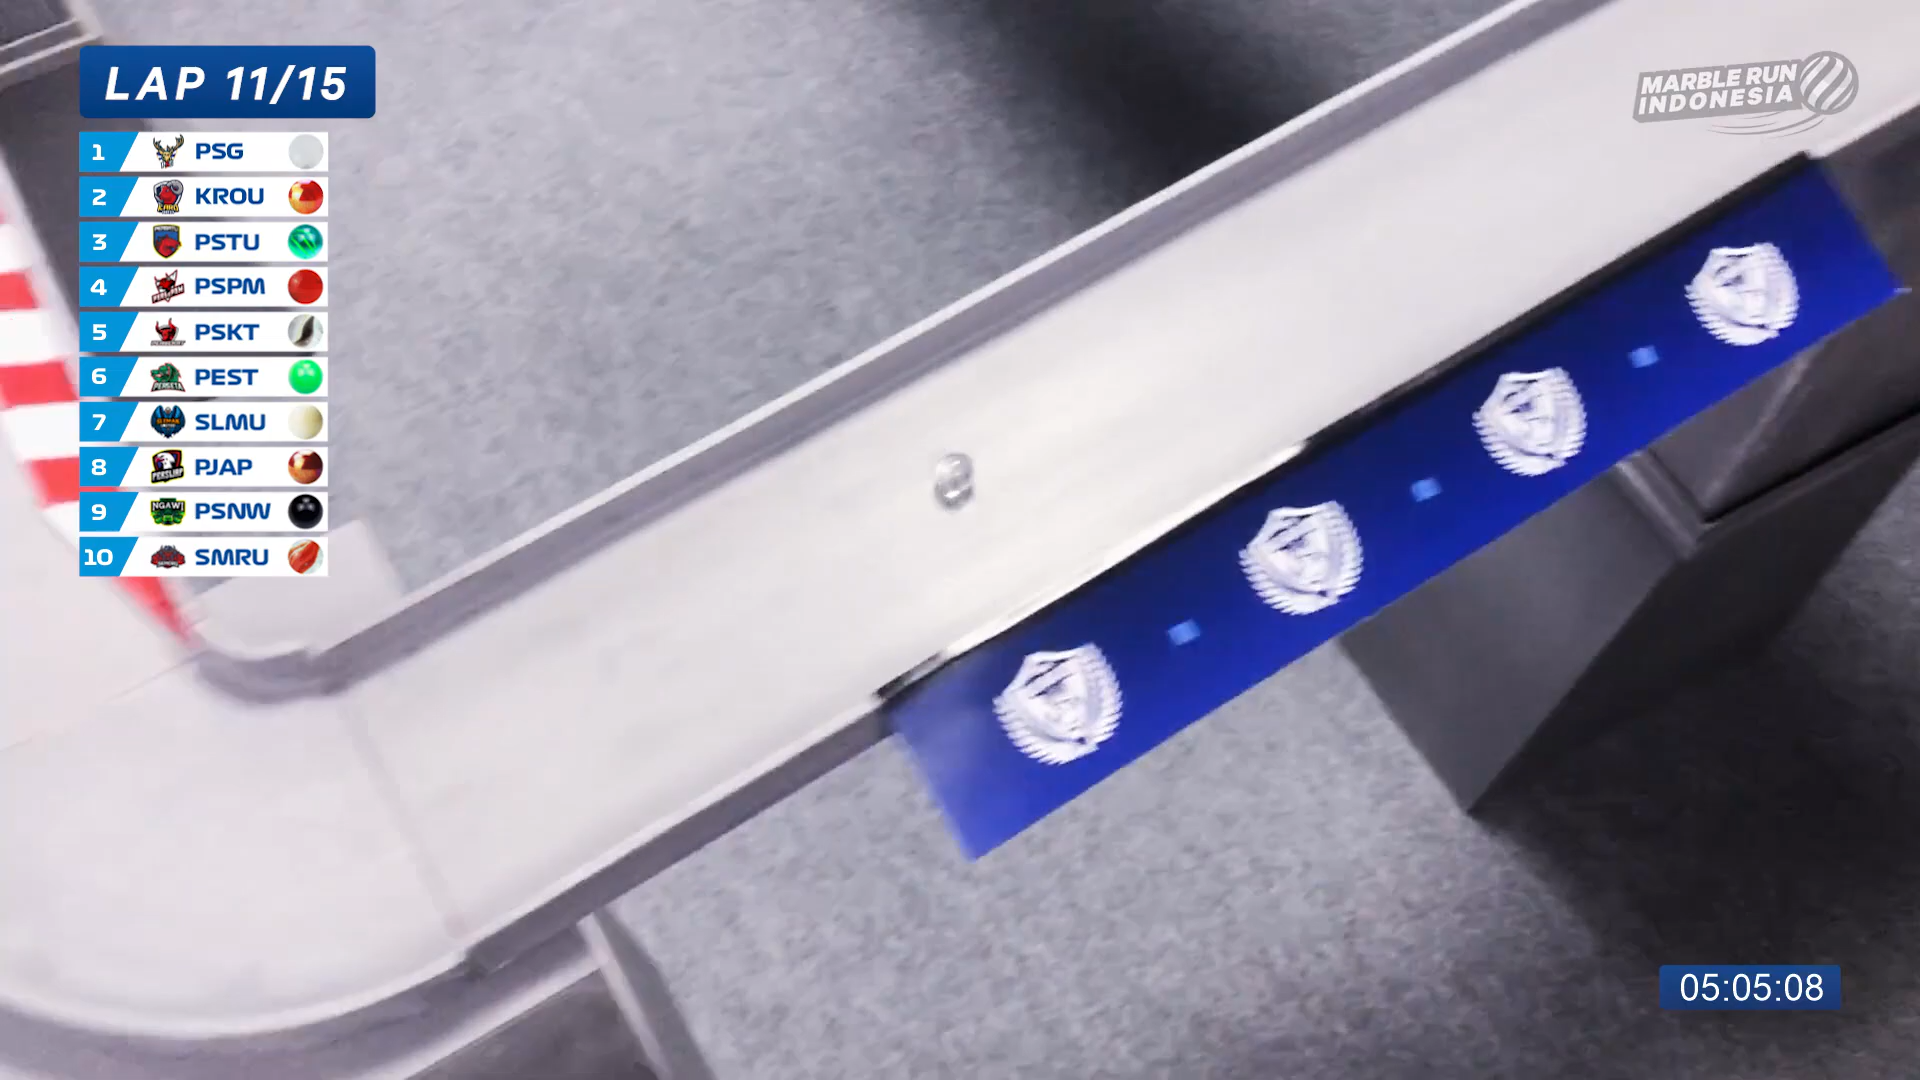 LAP 11/15
MARBLE RUN
INDONESIA
1 PSG
2 KROU
3 PSTU
4 PSPM
5 PSKT
6 PEST
7 SLMU
8 PJAP
9 NGAWI PSNW
10 SMRU
05:05:08